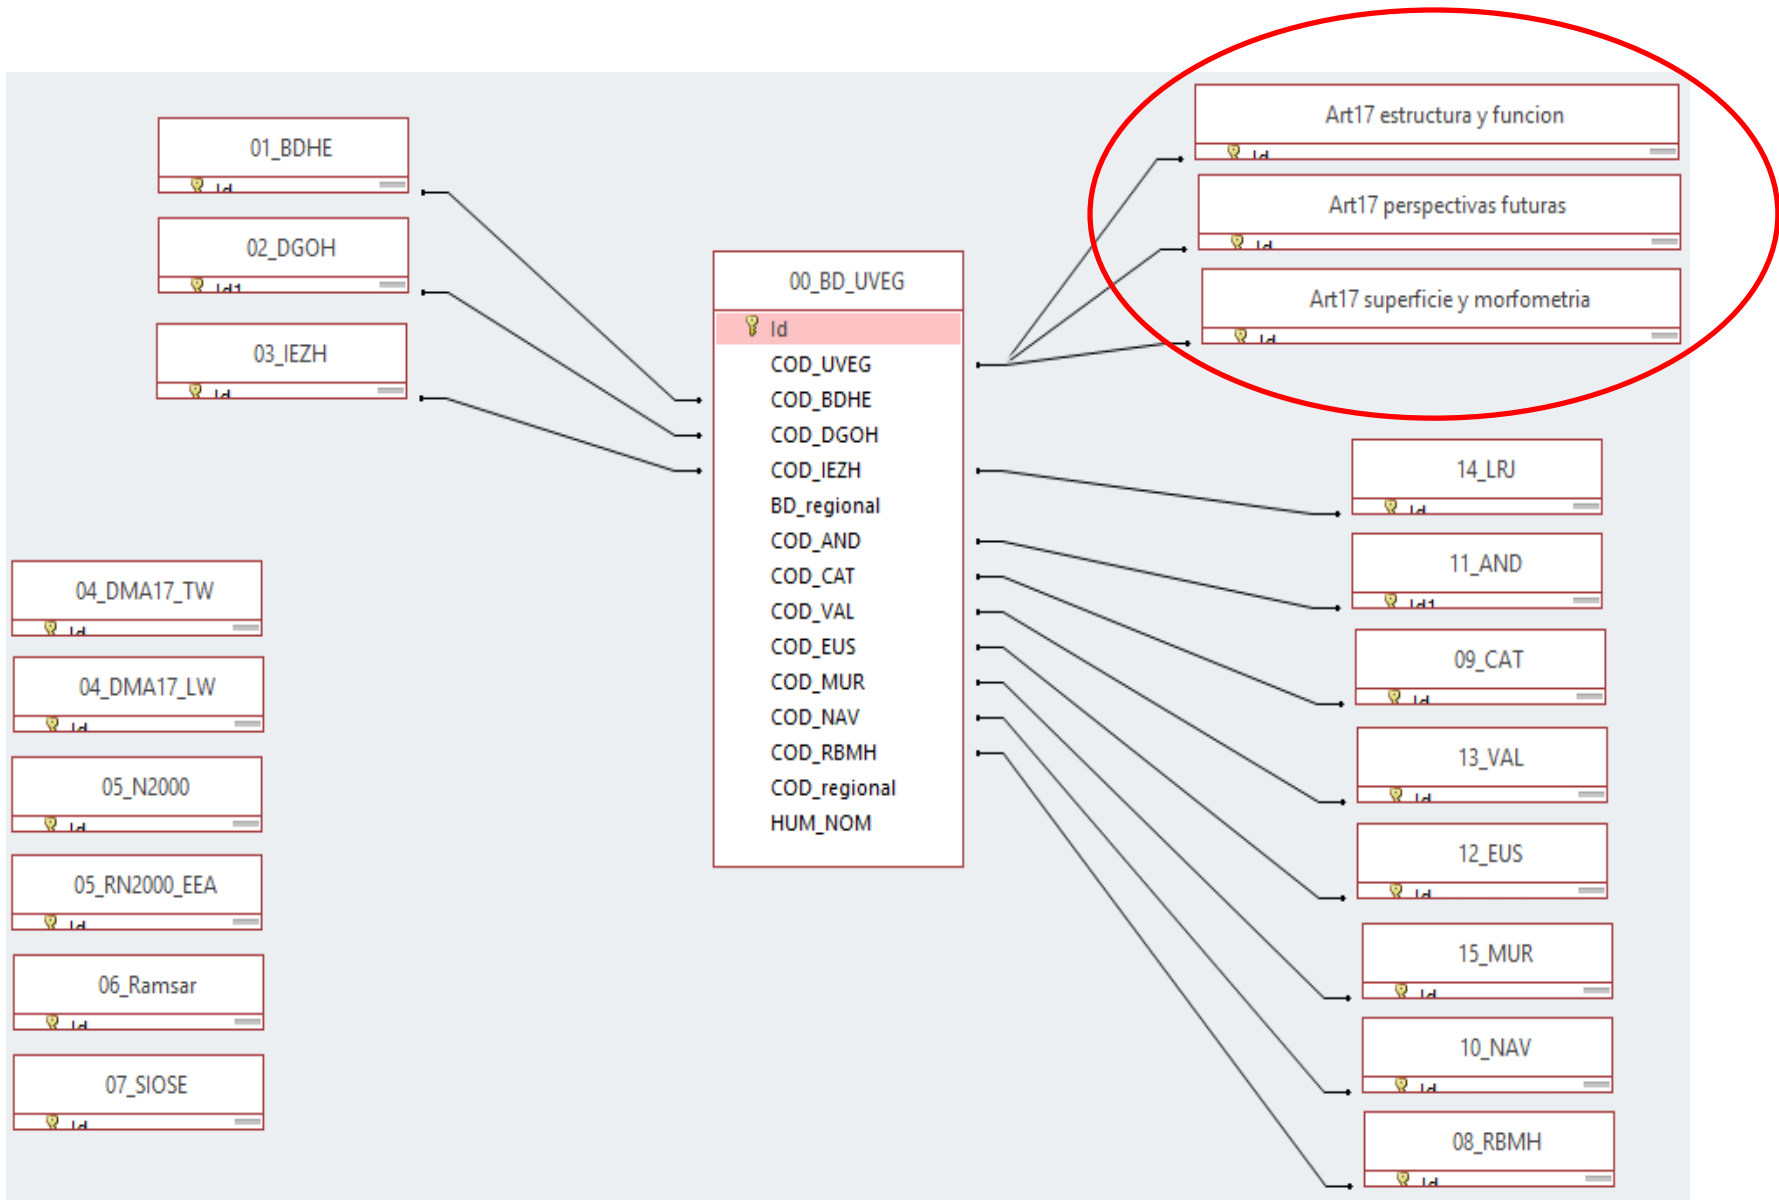 01_BDHE
Id
02_DGOH
Id1
03_IEZH
Id
04_DMA17_TW
Id
04_DMA17_LW
Id
05_N2000
Id
05_RN2000_EEA
Id
06_Ramsar
Id
07_SIOSE
Id
00_BD_UVEG
Id
COD_UVEG
COD_BDHE
COD_DGOH
COD_IEZH
BD_regional
COD_AND
COD_CAT
COD_VAL
COD_EUS
COD_MUR
COD_NAV
COD_RBMH
COD_regional
HUM_NOM
Art17 estructura y funcion
Id
Art17 perspectivas futuras
Id
Art17 superficie y morfometria
Id
14_LRJ
Id
11_AND
Id1
09_CAT
Id
13_VAL
Id
12_EUS
Id
15_MUR
Id
10_NAV
Id
08_RBMH
Id